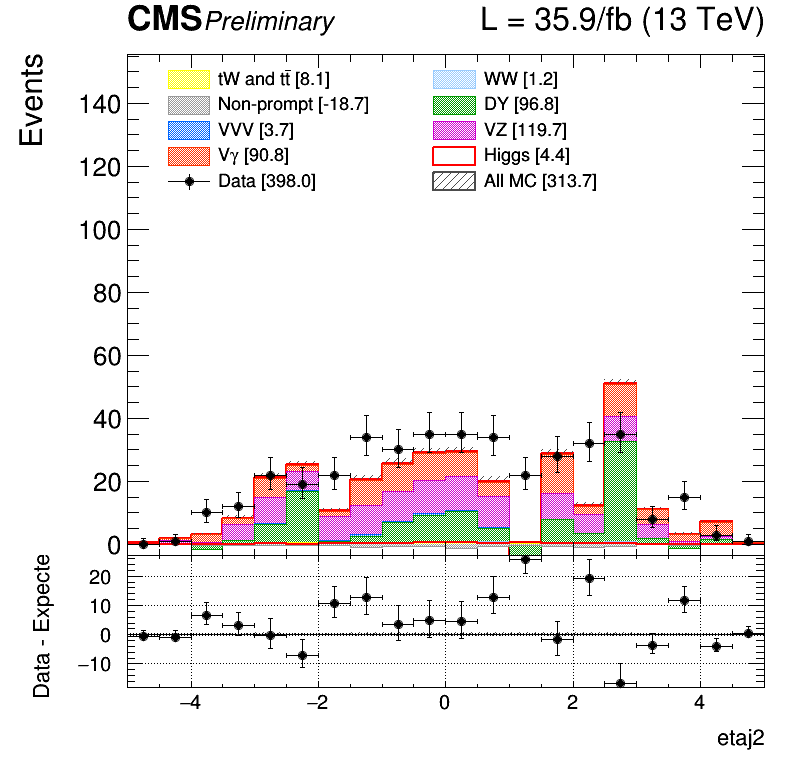 CMS Preliminary L = 35.9/fb (13 TeV)
Events
tW and tt̄ [8.1] WW [1.2]
Non-prompt [-18.7] DY [96.8]
VVV [3.7] VZ [119.7]
Vγ [90.8] Higgs [4.4]
Data [398.0] All MC [313.7]
140
120
100
80
60
40
20
0
Data - Expecte
20
10
0
−10
−4 −2 0 2 4
etaj2